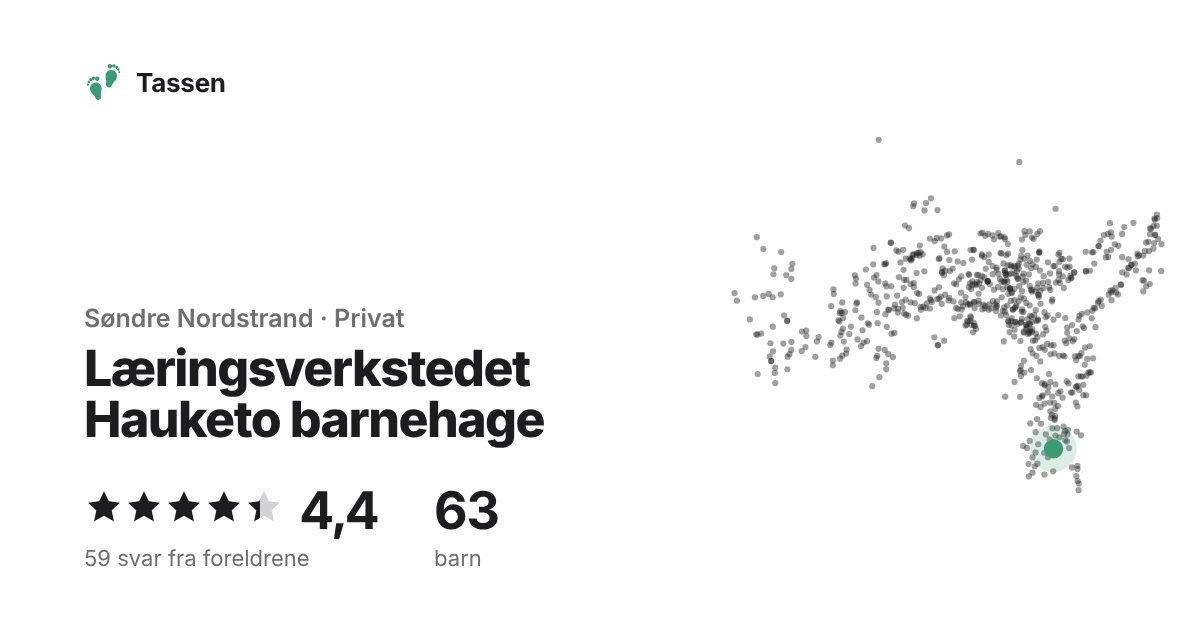 Tassen
Søndre Nordstrand · Privat
Læringsverkstedet
Hauketo barnehage
4,4
63
59 svar fra foreldrene
barn